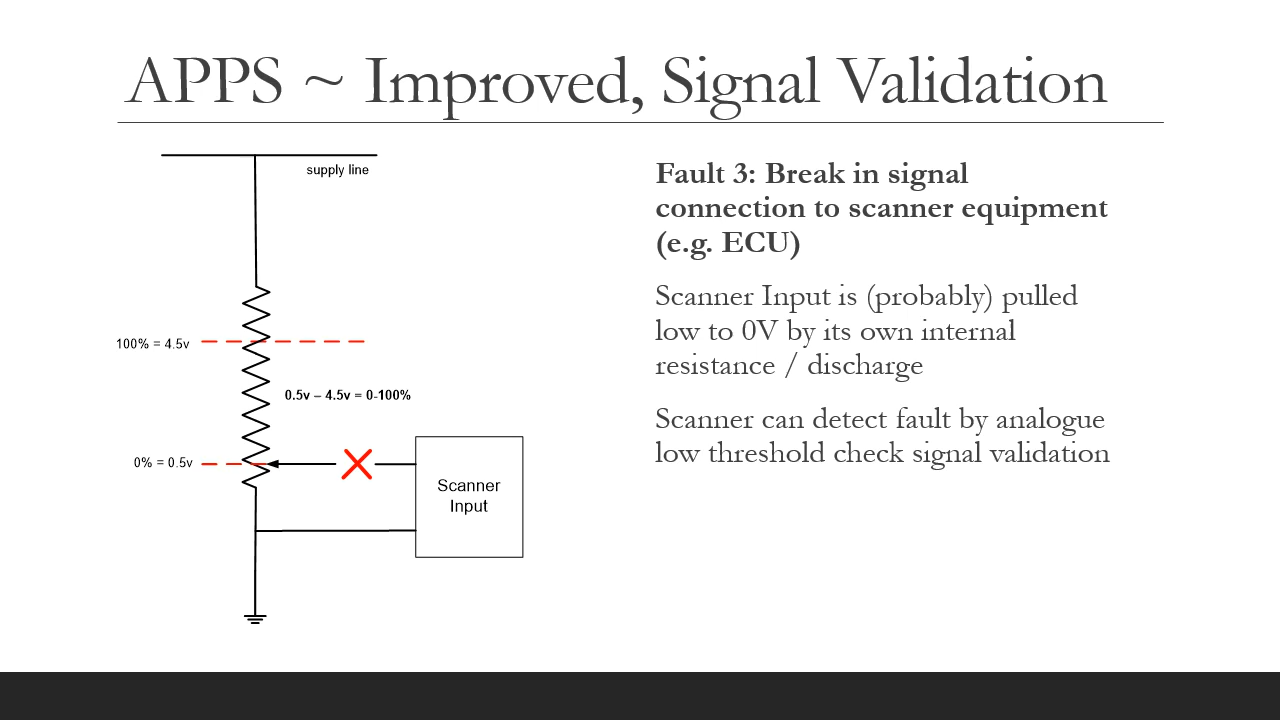 APPS ~ Improved, Signal Validation
supply line
100% = 4.5v
0.5v – 4.5v = 0-100%
0% = 0.5v
Scanner
Input
Fault 3: Break in signal
connection to scanner equipment
(e.g. ECU)
Scanner Input is (probably) pulled
low to 0V by its own internal
resistance / discharge
Scanner can detect fault by analogue
low threshold check signal validation